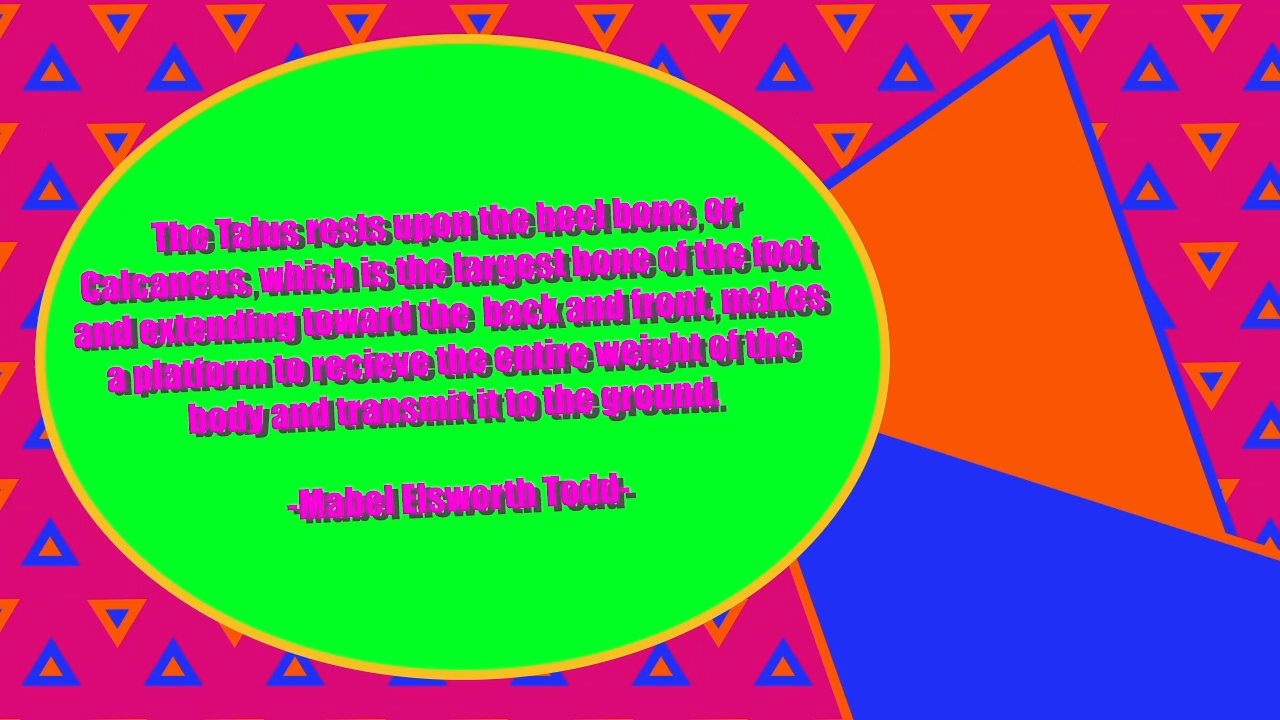 The Talus rests upon the heel bone, or
Calcaneus, which is the largest bone of the foot
and extending toward the  back and front, makes
a platform to recieve the entire weight of the
body and transmit it to the ground.
-Mabel Elsworth Todd-